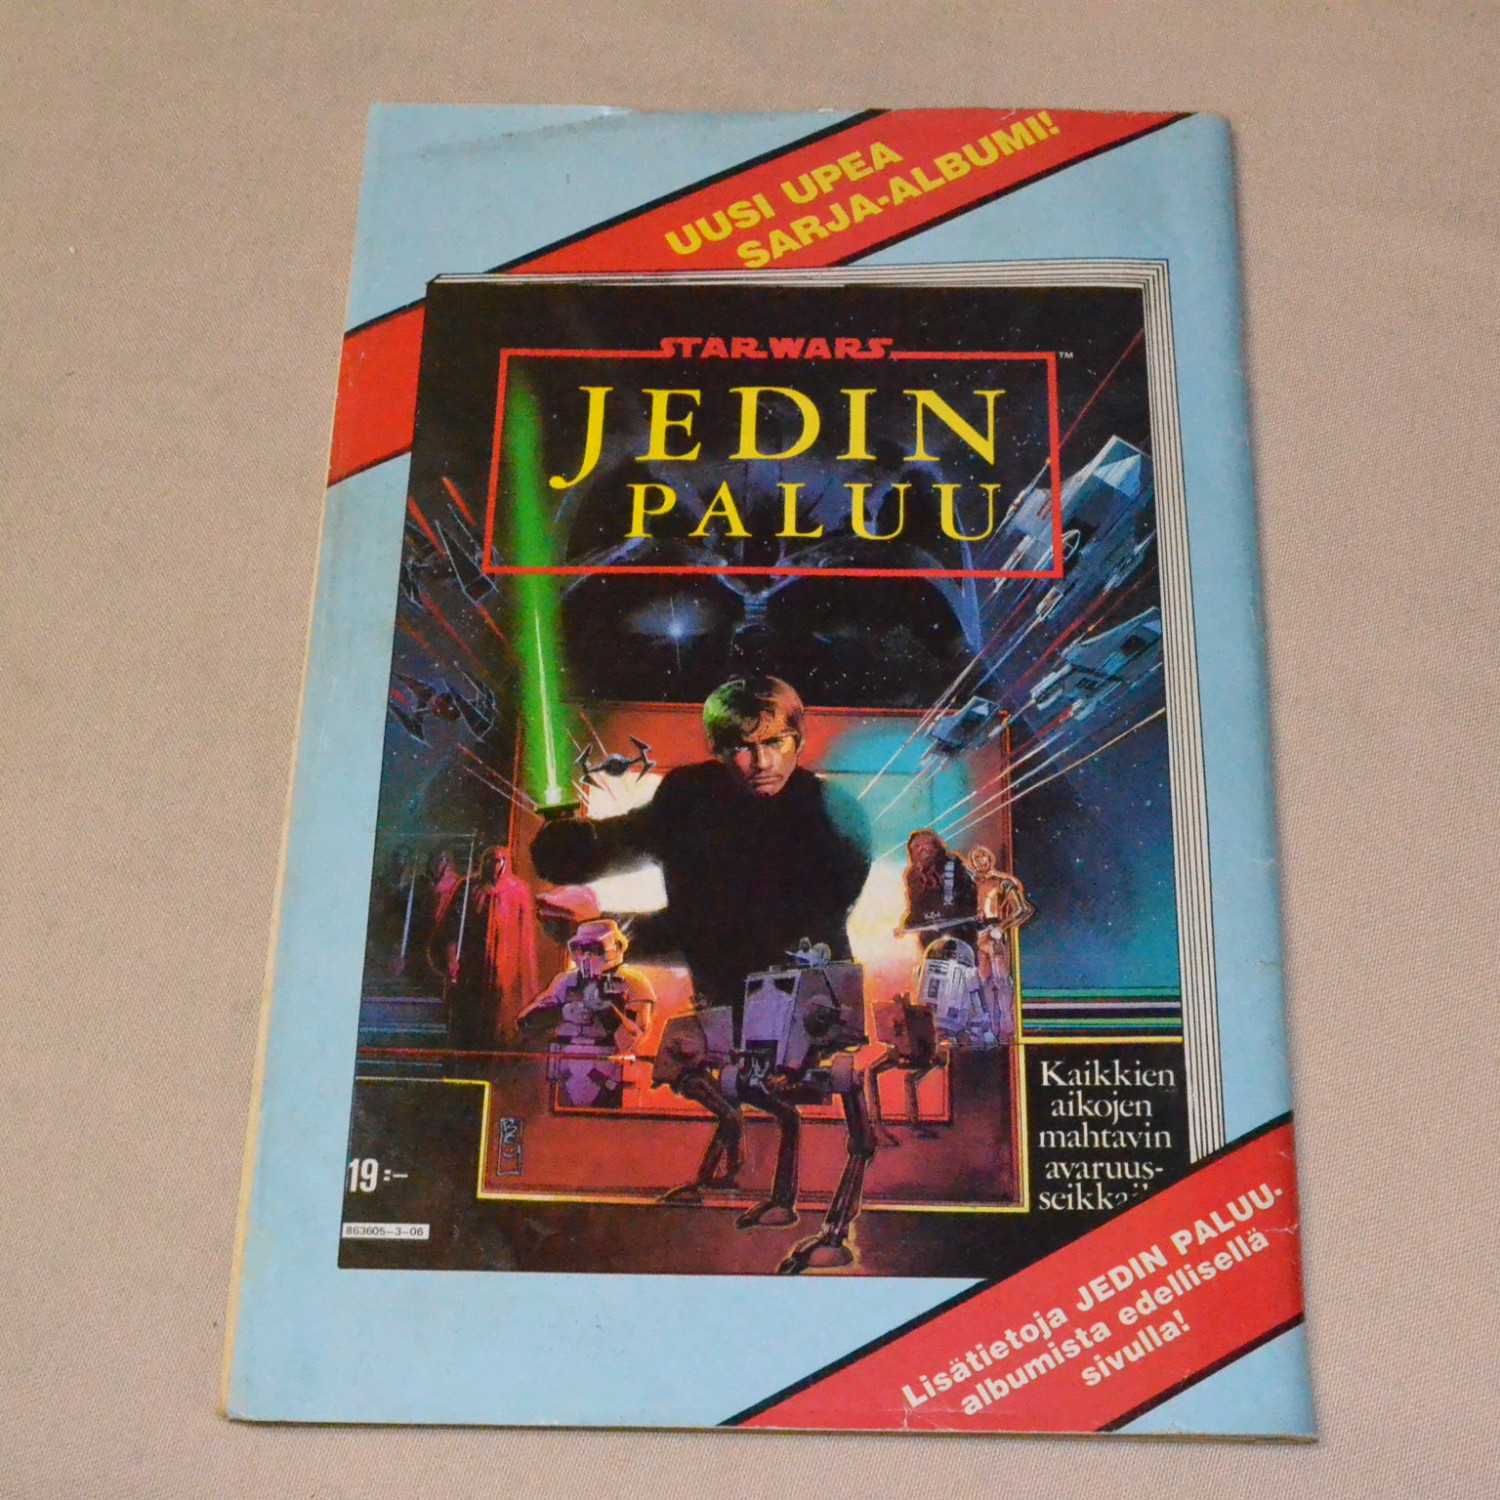 UUSI UPEA
SARJA-ALBUMI!
STAR WARS
TM
JEDIN
PALUU
Kaikkien
aikojen
mahtavin
avaruus-
19:–
863605–3–06
Lisätietoja JEDIN PALUU-
albumista edellisellä
sivulla!